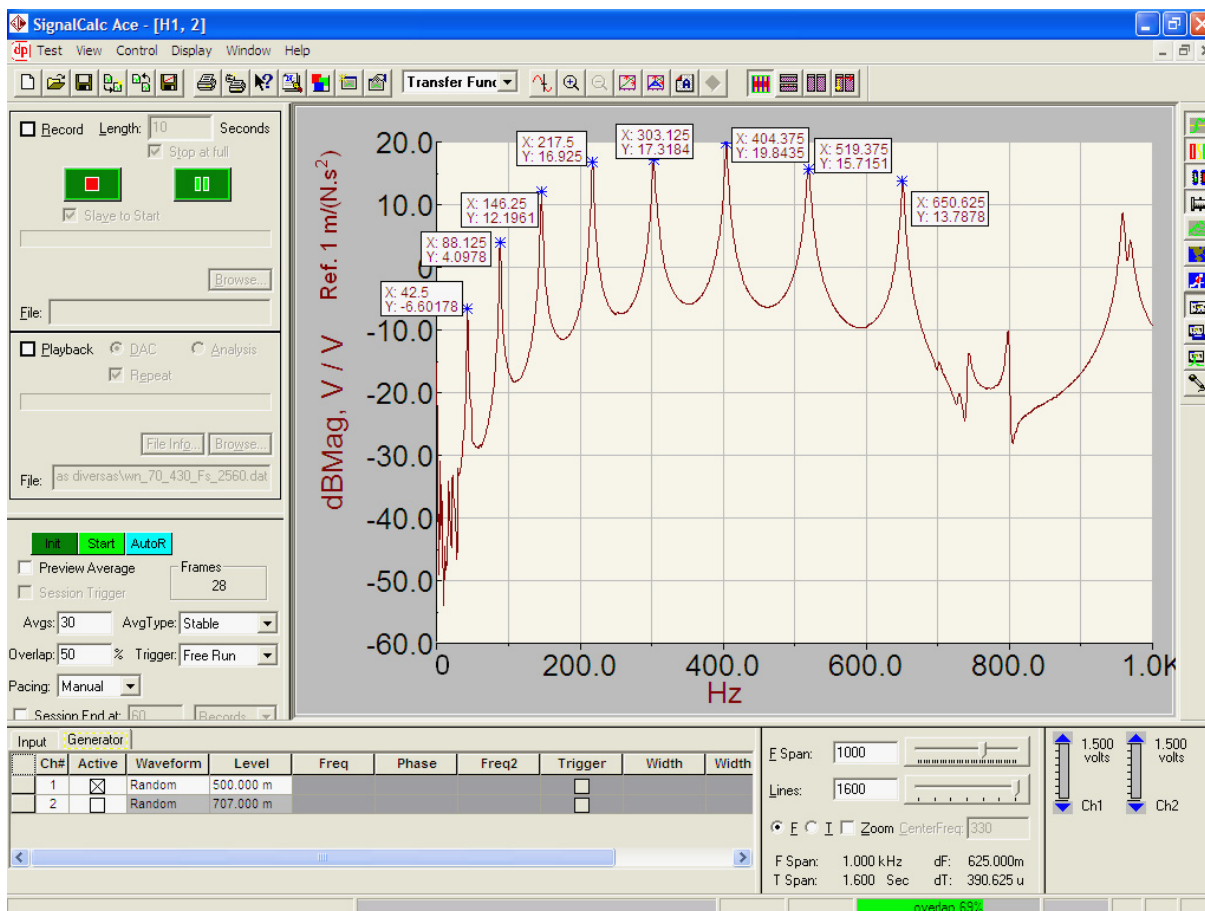 SignalCalc Ace - [H1, 2]
Test View Control Display Window Help
Transfer Func
Record Length: 10 Seconds
Stop at full
Slave to Start
Browse...
File:
Playback DAC Analysis
Repeat
File Info... Browse...
File: as diversas\wn_70_430_Fs_2560.dat
Init Start AutoR
Preview Average Frames
28
Session Trigger
Avgs: 30 AvgType: Stable
Overlap: 50 % Trigger: Free Run
Pacing: Manual
Session End at: 60 Records
dBMag, V / V Ref. 1 m/(N.s²)
20.0
10.0
0
-10.0
-20.0
-30.0
-40.0
-50.0
-60.0
X: 42.5
Y: -6.60178
X: 88.125
Y: 4.0978
X: 146.25
Y: 12.1961
X: 217.5
Y: 16.925
X: 303.125
Y: 17.3184
X: 404.375
Y: 19.8435
X: 519.375
Y: 15.7151
X: 650.625
Y: 13.7878
0 200.0 400.0 600.0 800.0 1.0K
Hz
Input Generator
Ch# Active Waveform Level Freq Phase Freq2 Trigger Width Width
1 Random 500.000 m
2 Random 707.000 m
F Span: 1000
Lines: 1600
F T Zoom CenterFreq: 330
F Span: 1.000 kHz dF: 625.000m
T Span: 1.600 Sec dT: 390.625 u
1.500 volts
Ch1
1.500 volts
Ch2
overlap 69%